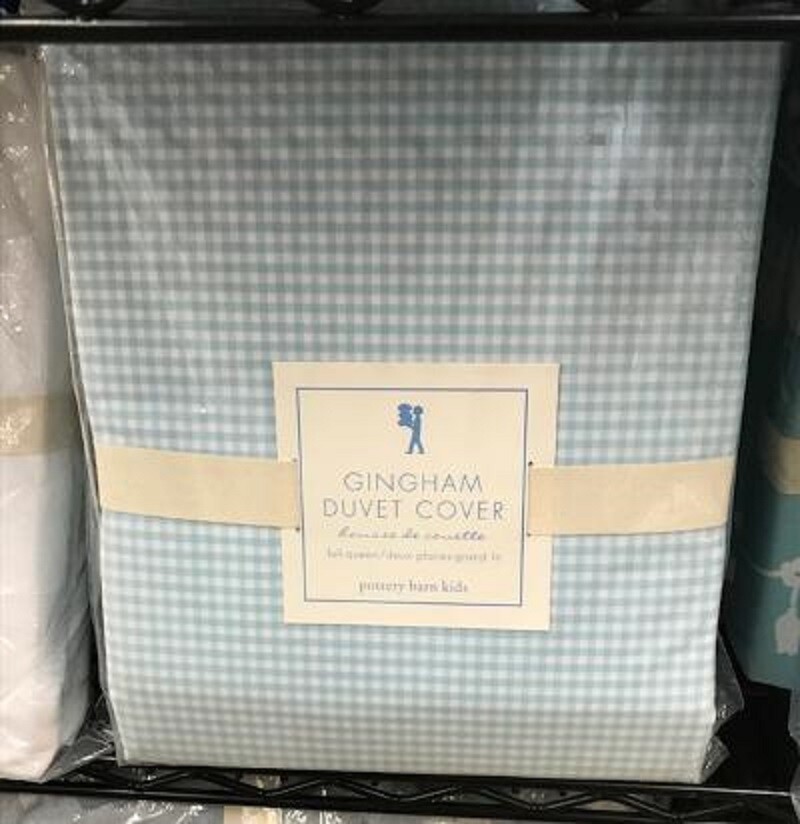 GINGHAM
DUVET COVER
housse de couette
full-queen/deux places-grand lit
pottery barn kids